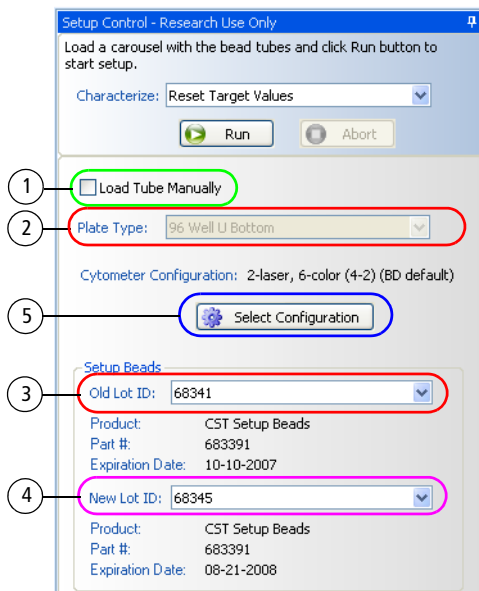 Setup Control - Research Use Only
Load a carousel with the bead tubes and click Run button to
start setup.
Characterize: Reset Target Values
Run Abort
1 Load Tube Manually
2 Plate Type: 96 Well U Bottom
Cytometer Configuration: 2-laser, 6-color (4-2) (BD default)
5 Select Configuration
Setup Beads
3 Old Lot ID: 68341
Product: CST Setup Beads
Part #: 683391
Expiration Date: 10-10-2007
4 New Lot ID: 68345
Product: CST Setup Beads
Part #: 683391
Expiration Date: 08-21-2008